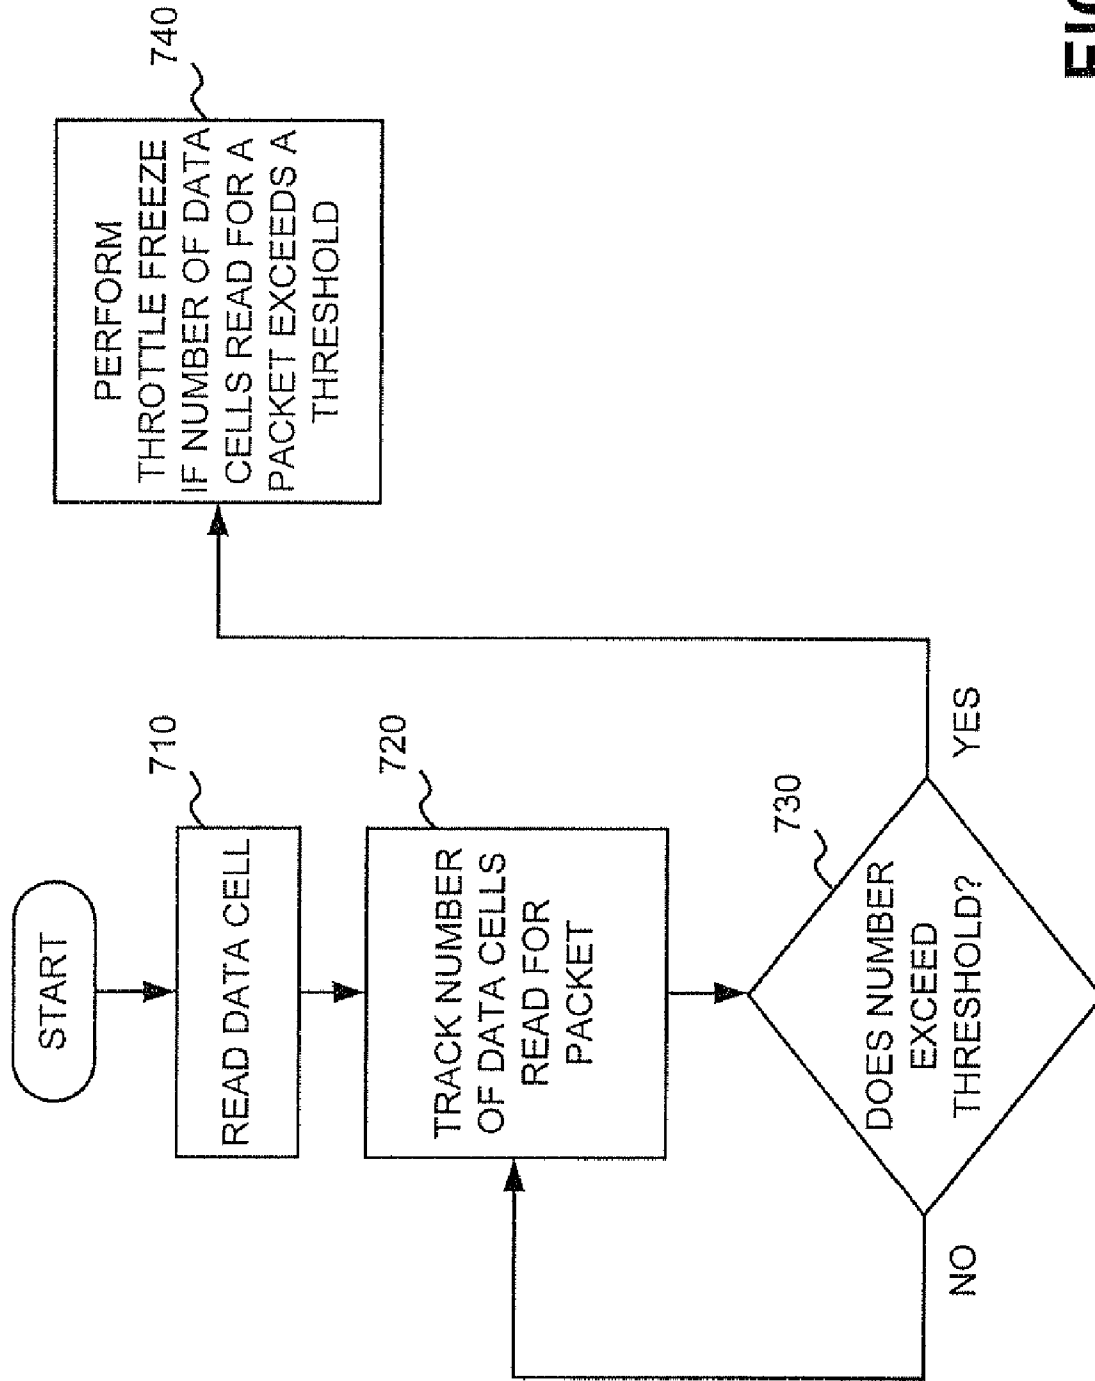 START
710
READ DATA CELL
720
TRACK NUMBER
OF DATA CELLS
READ FOR
PACKET
730
DOES NUMBER
EXCEED
THRESHOLD?
NO
YES
740
PERFORM
THROTTLE FREEZE
IF NUMBER OF DATA
CELLS READ FOR A
PACKET EXCEEDS A
THRESHOLD